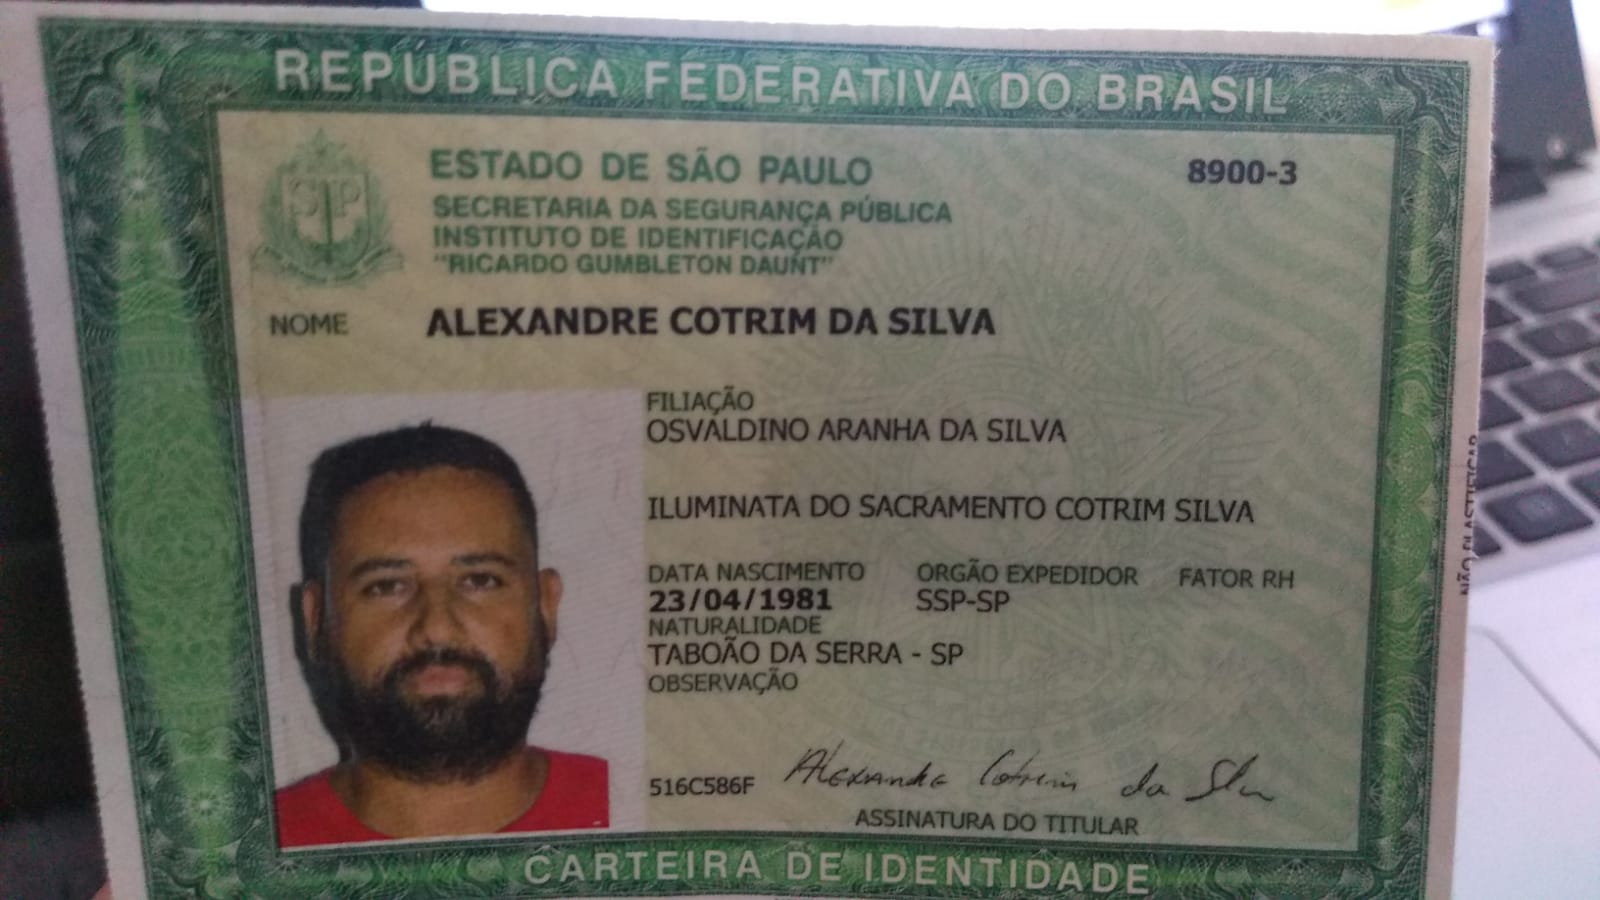 REPÚBLICA FEDERATIVA DO BRASIL
ESTADO DE SÃO PAULO
8900-3
SECRETARIA DA SEGURANÇA PÚBLICA
INSTITUTO DE IDENTIFICAÇÃO
"RICARDO GUMBLETON DAUNT"
SP
NOME ALEXANDRE COTRIM DA SILVA
FILIAÇÃO
OSVALDINO ARANHA DA SILVA
ILUMINATA DO SACRAMENTO COTRIM SILVA
DATA NASCIMENTO ORGÃO EXPEDIDOR FATOR RH
23/04/1981 SSP-SP
NATURALIDADE
TABOÃO DA SERRA - SP
OBSERVAÇÃO
516C586F Alexandre Cotrim da Silva
ASSINATURA DO TITULAR
CARTEIRA DE IDENTIDADE
NÃO PLASTIFICAR